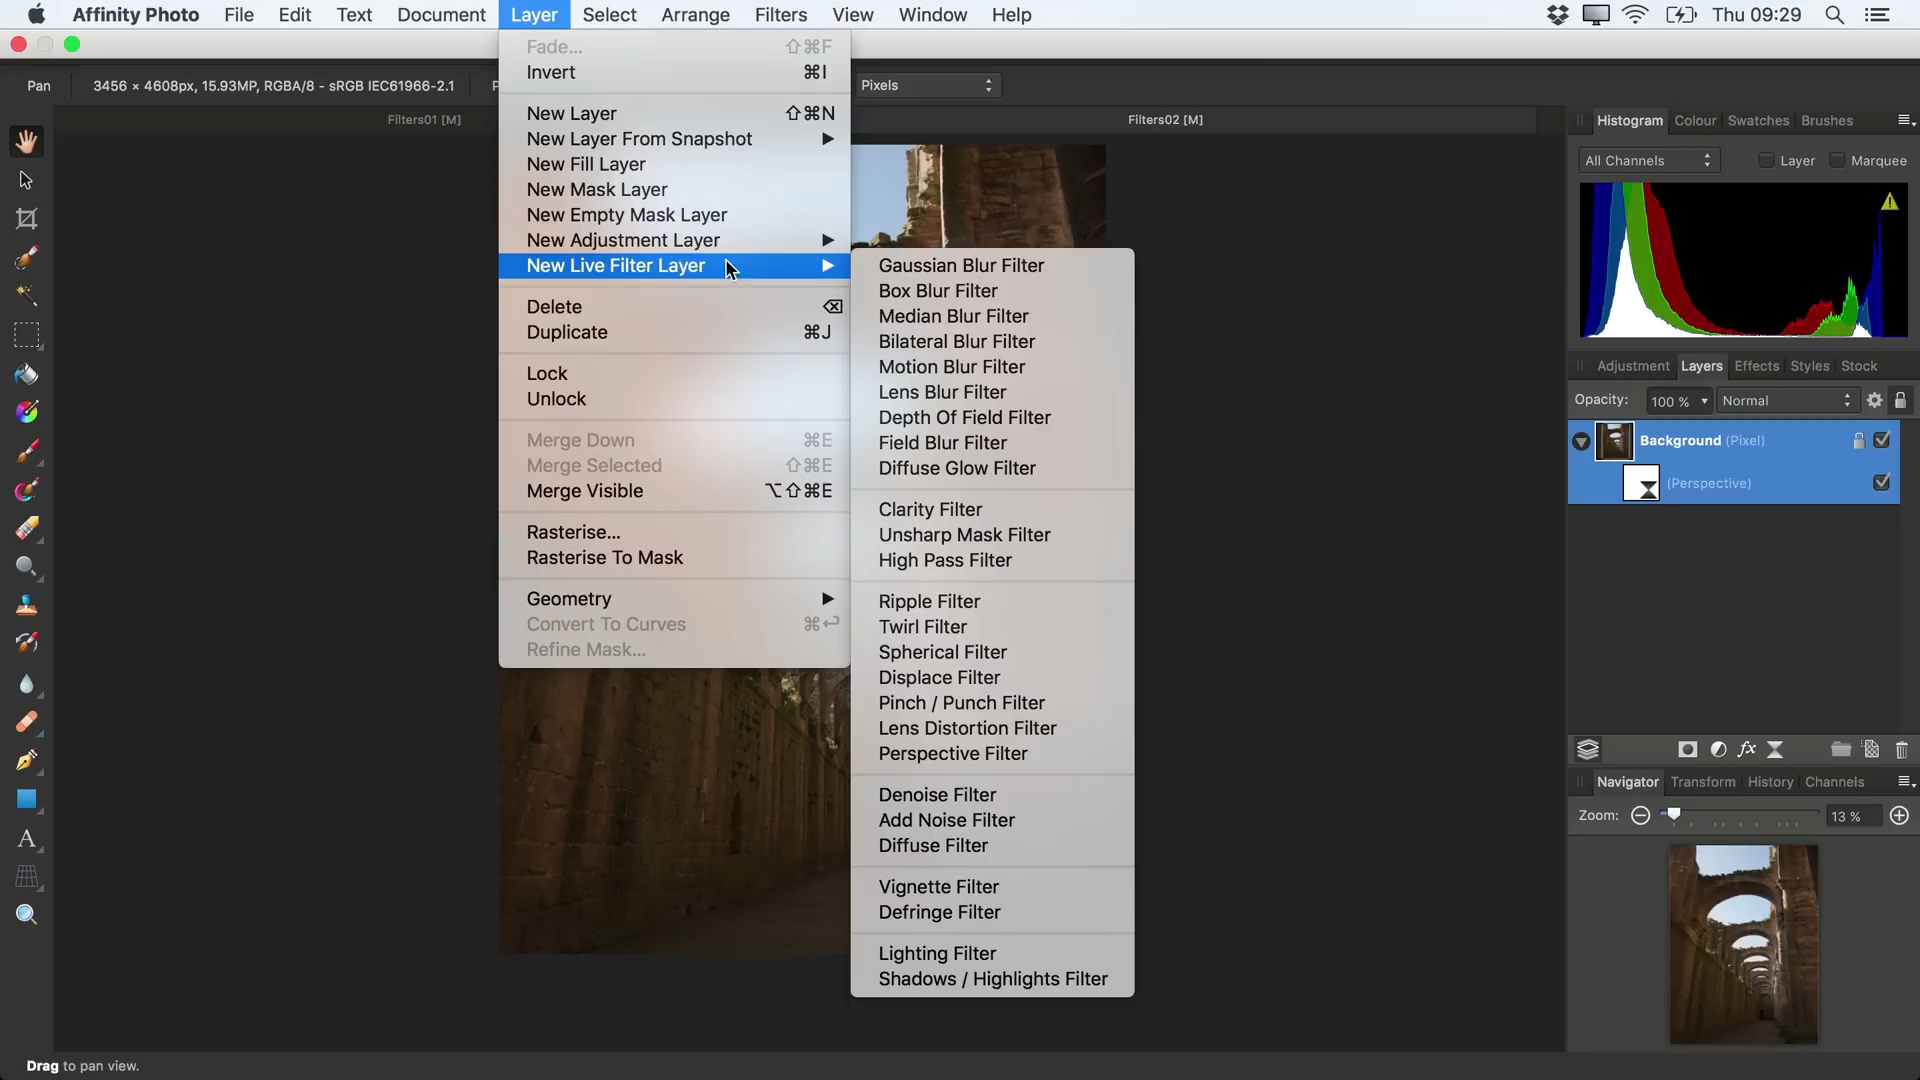 Affinity Photo File Edit Text Document Layer Select Arrange Filters View Window Help Thu 09:29
Pan 3456 × 4608px, 15.93MP, RGBA/8 - sRGB IEC61966-2.1 Pixels
Filters01 [M] Filters02 [M]
Fade... ⇧⌘F
Invert ⌘I
New Layer ⇧⌘N
New Layer From Snapshot
New Fill Layer
New Mask Layer
New Empty Mask Layer
New Adjustment Layer
New Live Filter Layer
Delete ⌫
Duplicate ⌘J
Lock
Unlock
Merge Down ⌘E
Merge Selected ⇧⌘E
Merge Visible ⌥⇧⌘E
Rasterise...
Rasterise To Mask
Geometry
Convert To Curves ⌘↩
Refine Mask...
Gaussian Blur Filter
Box Blur Filter
Median Blur Filter
Bilateral Blur Filter
Motion Blur Filter
Lens Blur Filter
Depth Of Field Filter
Field Blur Filter
Diffuse Glow Filter
Clarity Filter
Unsharp Mask Filter
High Pass Filter
Ripple Filter
Twirl Filter
Spherical Filter
Displace Filter
Pinch / Punch Filter
Lens Distortion Filter
Perspective Filter
Denoise Filter
Add Noise Filter
Diffuse Filter
Vignette Filter
Defringe Filter
Lighting Filter
Shadows / Highlights Filter
Histogram Colour Swatches Brushes
All Channels Layer Marquee
Adjustment Layers Effects Styles Stock
Opacity: 100 % Normal
Background (Pixel)
(Perspective)
fx
Navigator Transform History Channels
Zoom: 13 %
Drag to pan view.